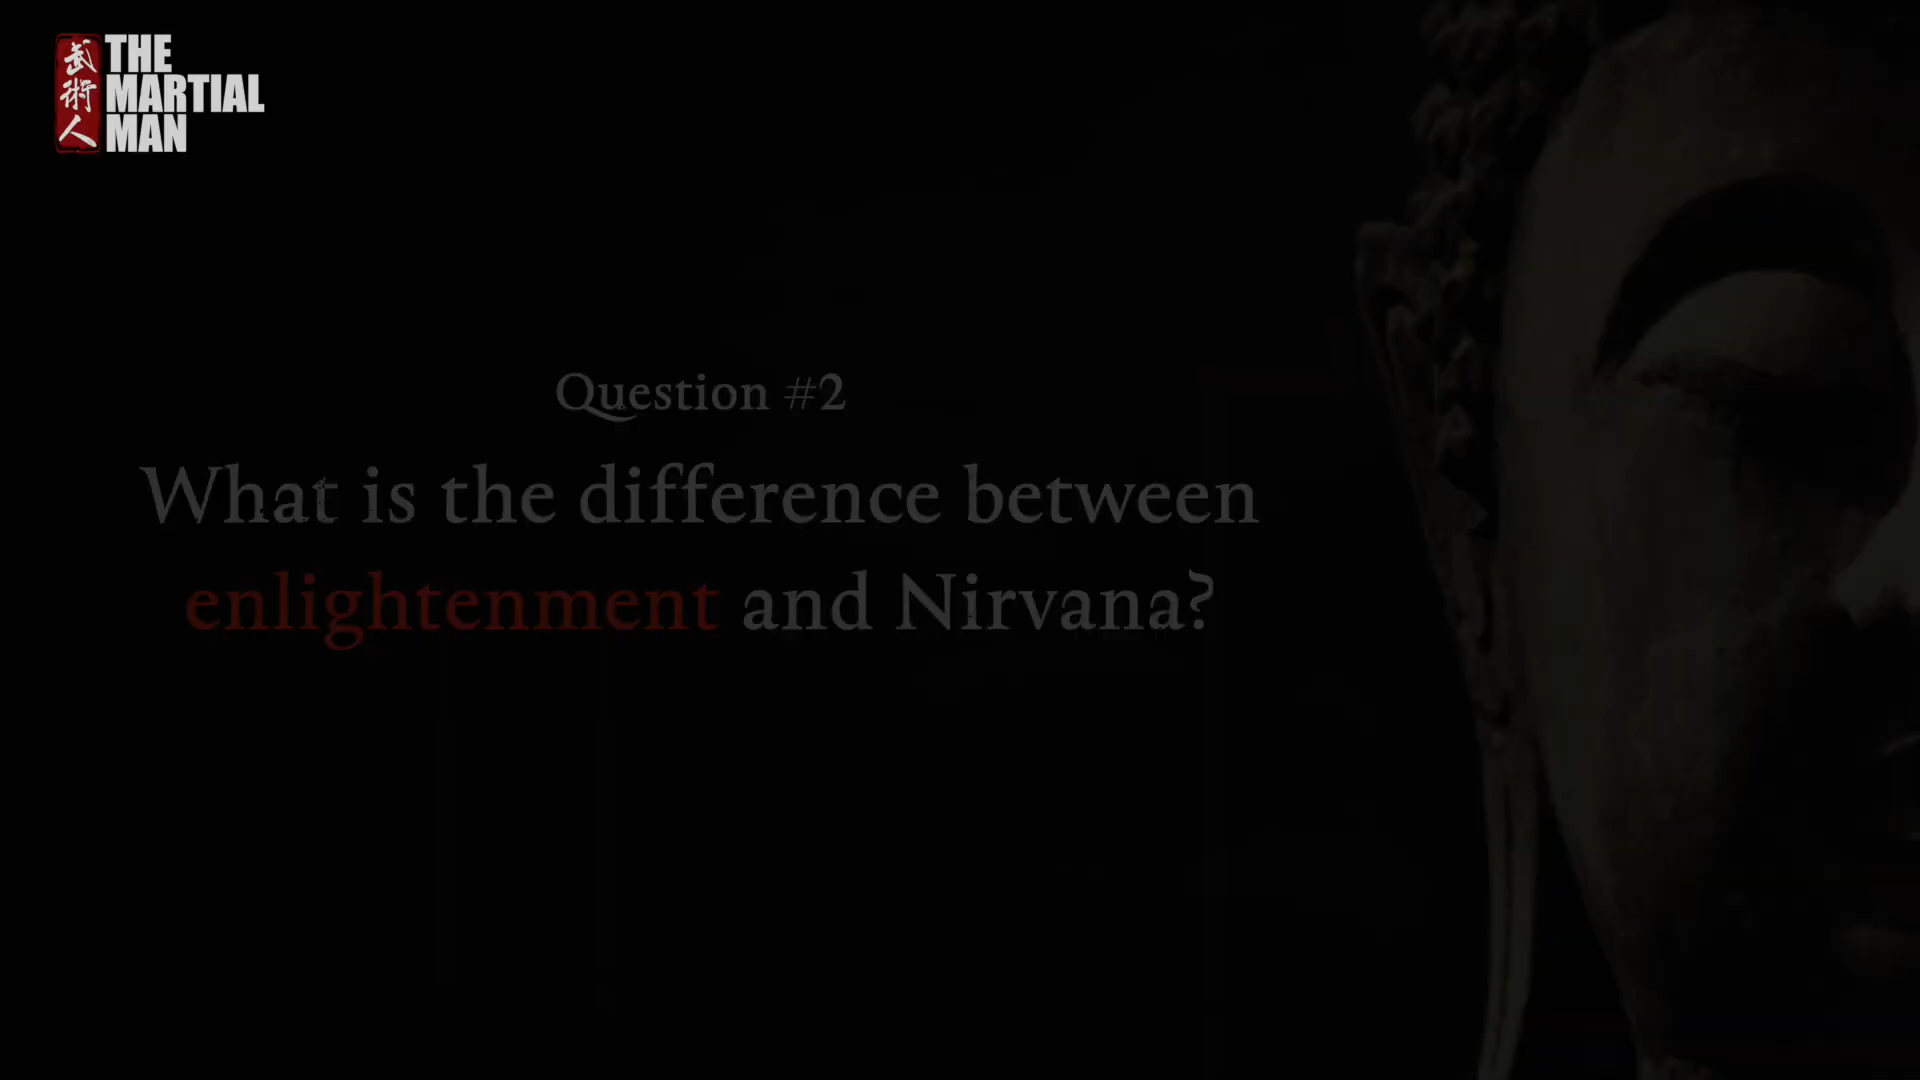 武術人
THE
MARTIAL
MAN
Question #2
What is the difference between
enlightenment and Nirvana?